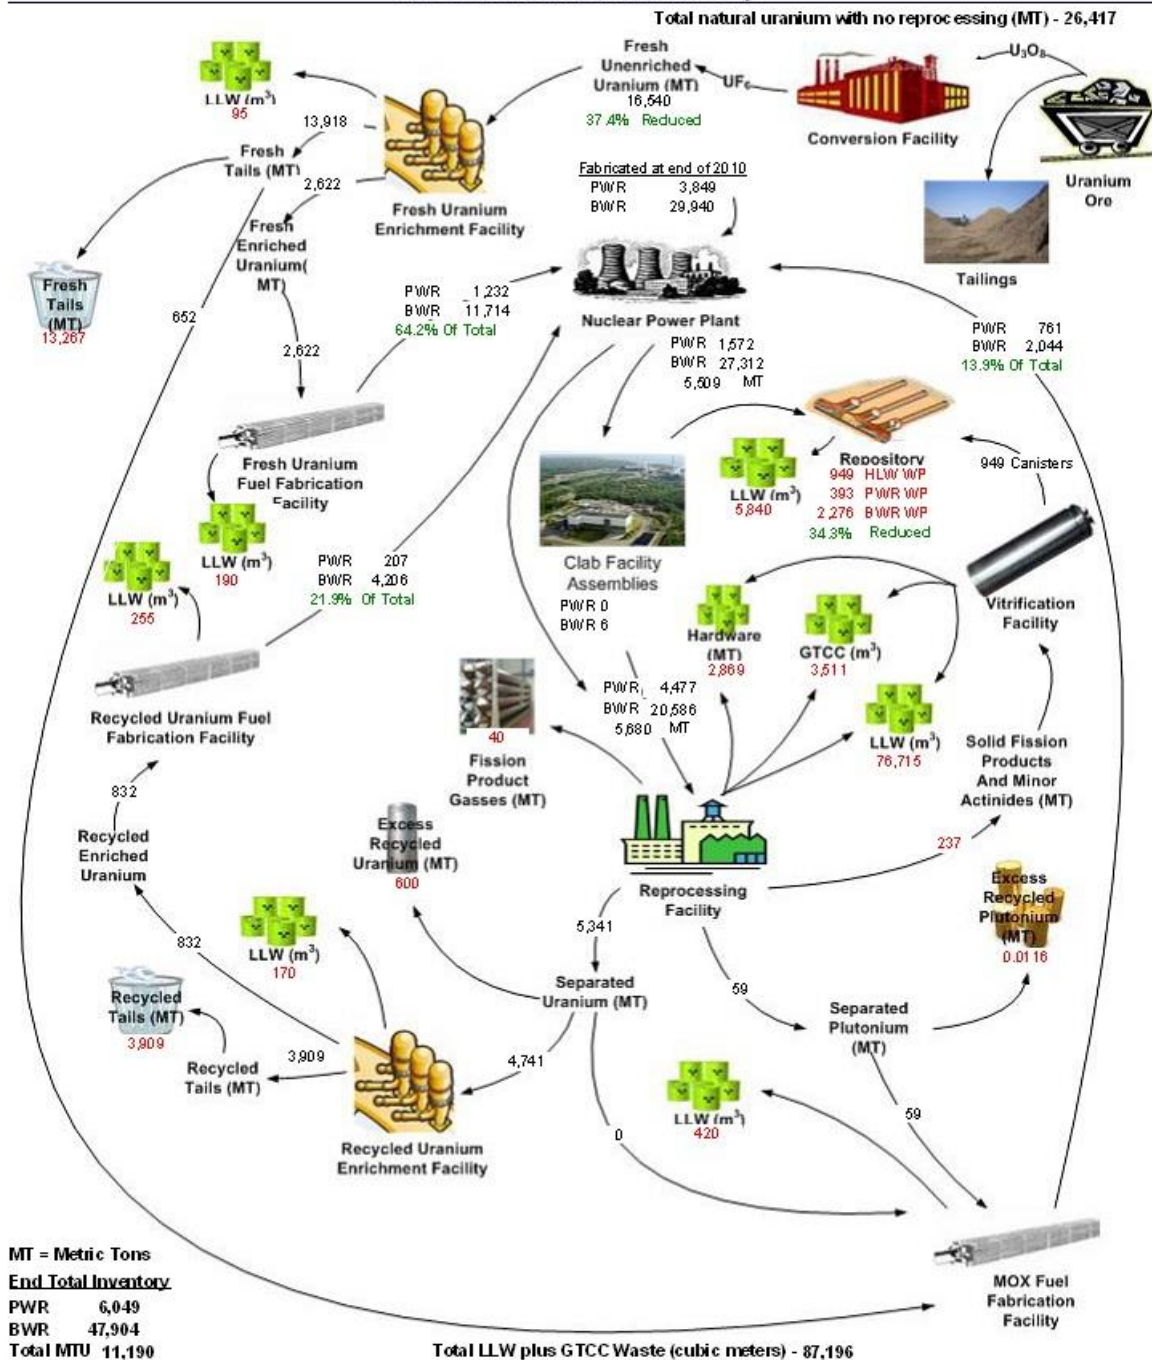 Total natural uranium with no reprocessing (MT) - 26,417
LLW (m³)
95
Fresh
Unenriched
Uranium (MT)
16,540
37.4% Reduced
UF₆
U₃O₈
Conversion Facility
Uranium
Ore
Tailings
13,918
Fresh
Tails (MT)
2,622
Fresh Uranium
Enrichment Facility
Fresh
Enriched
Uranium(
MT)
Fabricated at end of 2010
PWR 3,849
BWR 29,940
Fresh
Tails
(MT)
13,267
652
PWR 1,232
BWR 11,714
64.2% Of Total
Nuclear Power Plant
PWR 1,572
BWR 27,312
5,509 MT
PWR 761
BWR 2,044
13.9% Of Total
2,622
Fresh Uranium
Fuel Fabrication
Facility
LLW (m³)
190
LLW (m³)
5,840
Repository
949 HLW WP
393 PWR WP
2,276 BWR WP
34.3% Reduced
949 Canisters
Clab Facility
Assemblies
PWR 0
BWR 6
LLW (m³)
255
PWR 207
BWR 4,206
21.9% Of Total
Hardware
(MT)
2,869
GTCC (m³)
3,511
Vitrification
Facility
Recycled Uranium Fuel
Fabrication Facility
PWR 4,477
BWR 20,586
5,680 MT
LLW (m³)
76,715
Solid Fission
Products
And Minor
Actinides (MT)
40
Fission
Product
Gasses (MT)
832
Recycled
Enriched
Uranium
Excess
Recycled
Uranium (MT)
600
Reprocessing
Facility
237
Excess
Recycled
Plutonium
(MT)
0.0116
5,341
832
LLW (m³)
170
Separated
Uranium (MT)
59
Separated
Plutonium
(MT)
Recycled
Tails (MT)
3,909
3,909
Recycled
Tails (MT)
4,741
Recycled Uranium
Enrichment Facility
LLW (m³)
420
0
59
MOX Fuel
Fabrication
Facility
MT = Metric Tons
End Total Inventory
PWR 6,049
BWR 47,904
Total MTU 11,190
Total LLW plus GTCC Waste (cubic meters) - 87,196